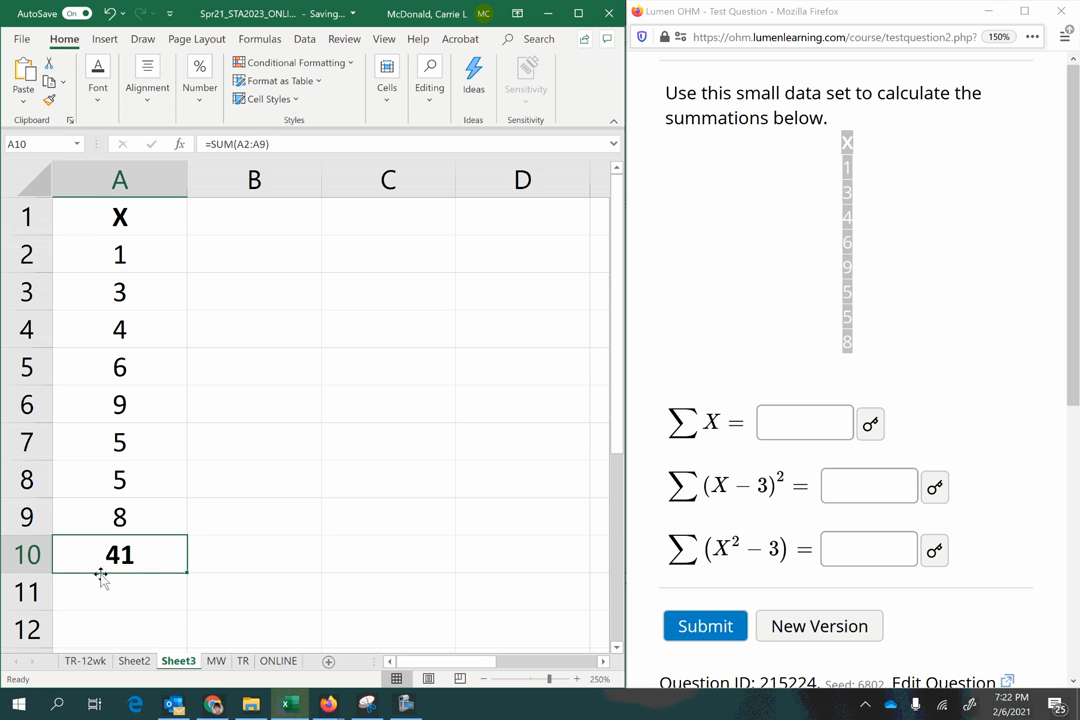 AutoSave On Spr21_STA2023_ONLI... - Saving... McDonald, Carrie L MC
File Home Insert Draw Page Layout Formulas Data Review View Help Acrobat Search
Paste Font Alignment Number Conditional Formatting Format as Table Cell Styles Cells Editing Ideas Sensitivity
Clipboard Styles Ideas Sensitivity
A10 fx =SUM(A2:A9)
A B C D
1 X
2 1
3 3
4 4
5 6
6 9
7 5
8 5
9 8
10 41
11
12
TR-12wk Sheet2 Sheet3 MW TR ONLINE
Ready 250%
Lumen OHM - Test Question - Mozilla Firefox
https://ohm.lumenlearning.com/course/testquestion2.php? 150%
Use this small data set to calculate the
summations below.
X
1
3
4
6
9
5
5
8
∑ X =
∑ (X − 3)² =
∑ (X² − 3) =
Submit New Version
Question ID: 215224. Seed: 6802. Edit Question
7:22 PM
2/6/2021
25